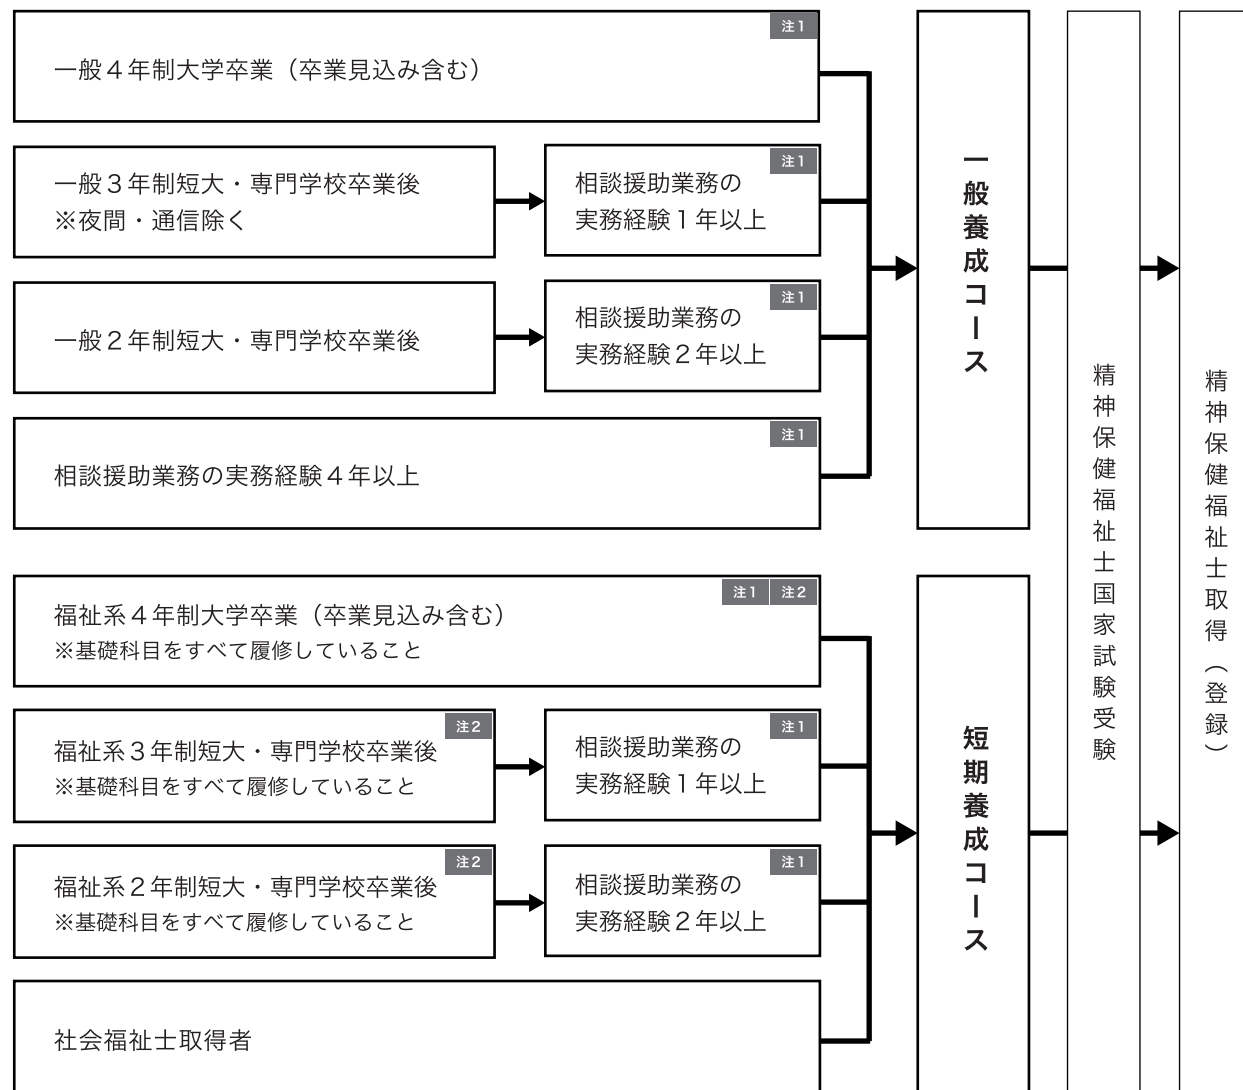 注1
一般4年制大学卒業（卒業見込み含む）
一般3年制短大・専門学校卒業後
※夜間・通信除く
注1
相談援助業務の
実務経験1年以上
一般2年制短大・専門学校卒業後
注1
相談援助業務の
実務経験2年以上
注1
相談援助業務の実務経験4年以上
一般養成コース
注1 注2
福祉系4年制大学卒業（卒業見込み含む）
※基礎科目をすべて履修していること
注2
福祉系3年制短大・専門学校卒業後
※基礎科目をすべて履修していること
注1
相談援助業務の
実務経験1年以上
注2
福祉系2年制短大・専門学校卒業後
※基礎科目をすべて履修していること
注1
相談援助業務の
実務経験2年以上
社会福祉士取得者
短期養成コース
精神保健福祉士国家試験受験
精神保健福祉士取得（登録）